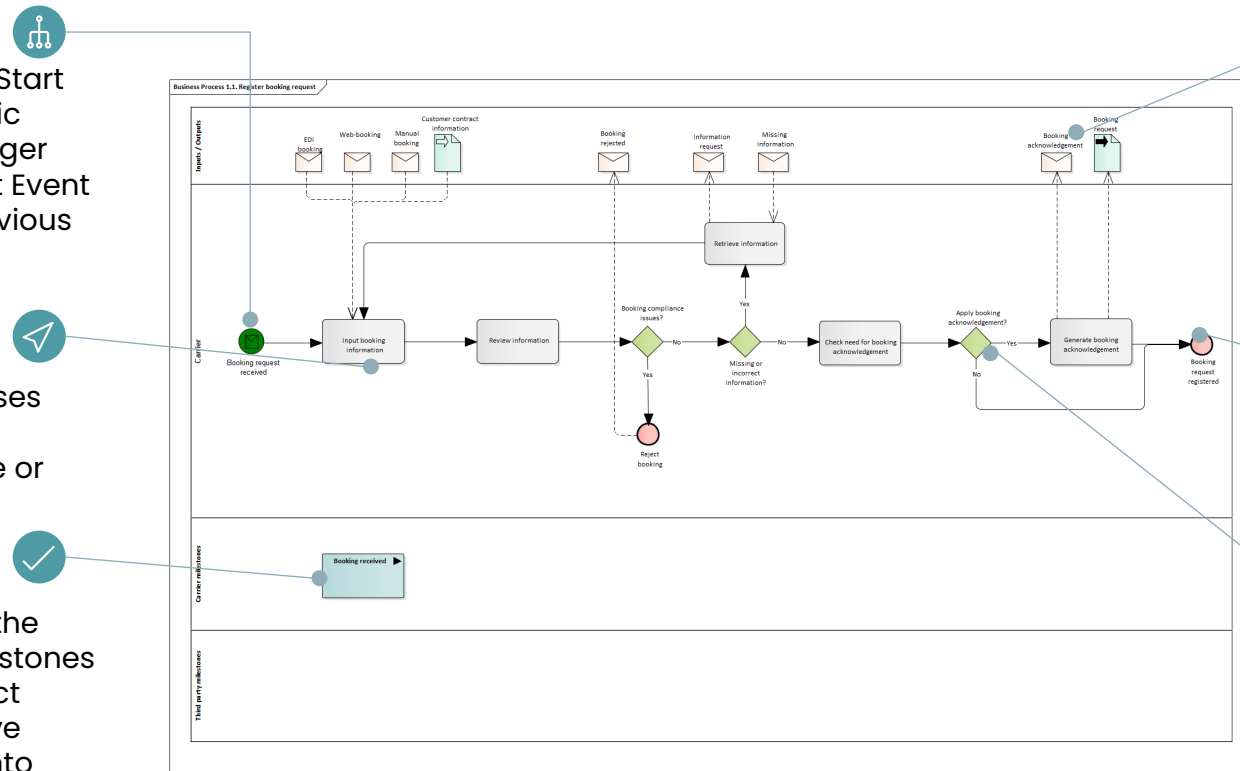 Start
ic
ger
t Event
vious
ses
e or
the
stones
ct
ve
nto
Business Process 1.1. Register booking request
Inputs / Outputs
EDI
booking
Web-booking
Manual
booking
Customer contract
information
Booking
rejected
Information
request
Missing
information
Booking
acknowledgement
Booking
request
Carrier
Booking request
received
Input booking
information
Review information
Booking compliance
issues?
No
Yes
Reject
booking
Retrieve information
Yes
Missing or
incorrect
information?
No
Check need for booking
acknowledgement
Apply booking
acknowledgement?
Yes
No
Generate booking
acknowledgement
Booking
request
registered
Carrier milestones
Booking received
Third party milestones